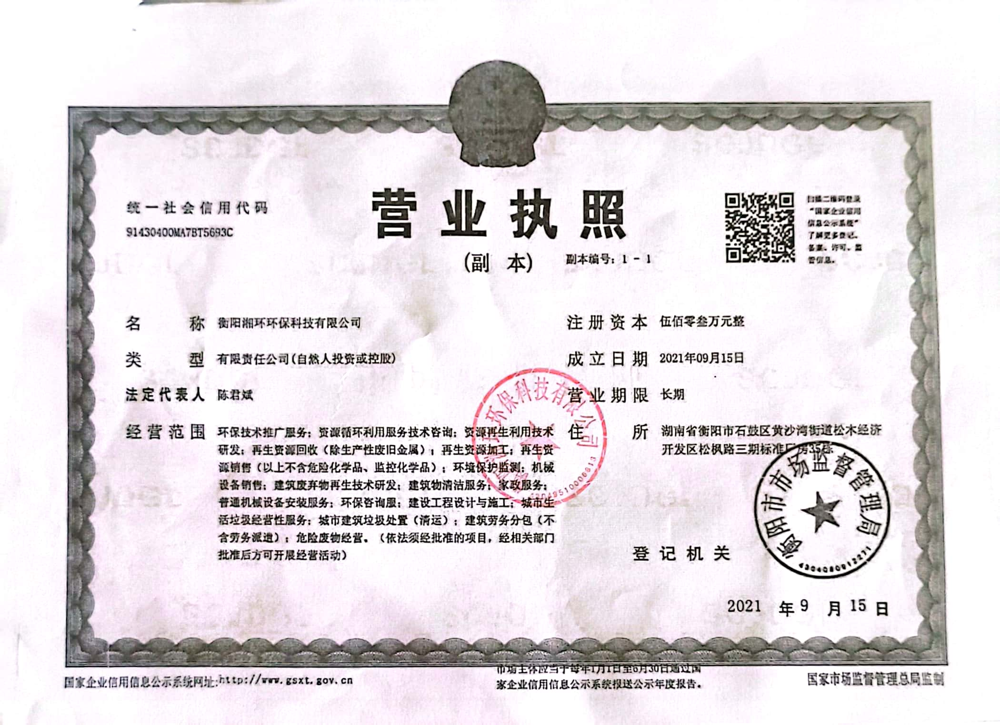 统一社会信用代码
91430400MA7BT5693C
营业执照
(副 本) 副本编号：1 - 1
扫描二维码登录
“国家企业信用
信息公示系统”
了解更多登记、
备案、许可、监
管信息。
名 称 衡阳湘环环保科技有限公司
类 型 有限责任公司(自然人投资或控股)
法定代表人 陈君斌
经营范围 环保技术推广服务；资源循环利用服务技术咨询；资源再生利用技术
研发；再生资源回收（除生产性废旧金属）；再生资源加工；再生资
源销售（以上不含危险化学品、监控化学品）；环境保护监测；机械
设备销售；建筑废弃物再生技术研发；建筑物清洁服务；家政服务；
普通机械设备安装服务；环保咨询服；建设工程设计与施工；城市生
活垃圾经营性服务；城市建筑垃圾处置（清运）；建筑劳务分包（不
含劳务派遣）；危险废物经营。（依法须经批准的项目，经相关部门
批准后方可开展经营活动）
注册资本 伍佰零叁万元整
成立日期 2021年09月15日
营业期限 长期
住 所 湖南省衡阳市石鼓区黄沙湾街道松木经济
开发区松枫路三期标准厂房35栋
环保科技有限公司
登记机关
衡阳市市场监督管理局
4304080012271
2021 年 9 月 15 日
国家企业信用信息公示系统网址:http://www.gsxt.gov.cn
市场主体应当于每年1月1日至6月30日通过国
家企业信用信息公示系统报送公示年度报告。
国家市场监督管理总局监制